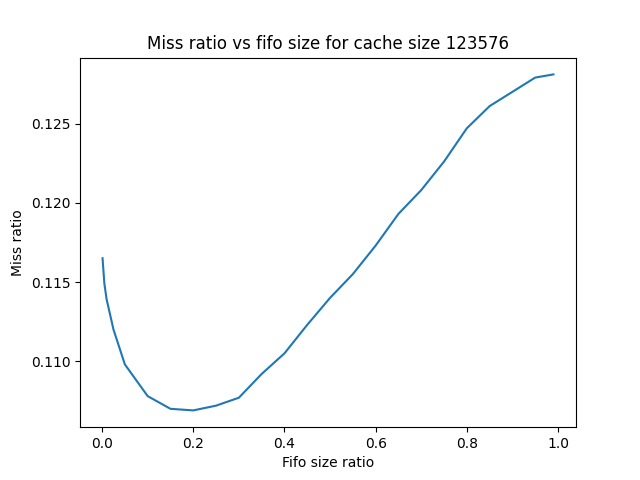 Miss ratio vs fifo size for cache size 123576
Miss ratio
0.125
0.120
0.115
0.110
0.0 0.2 0.4 0.6 0.8 1.0
Fifo size ratio